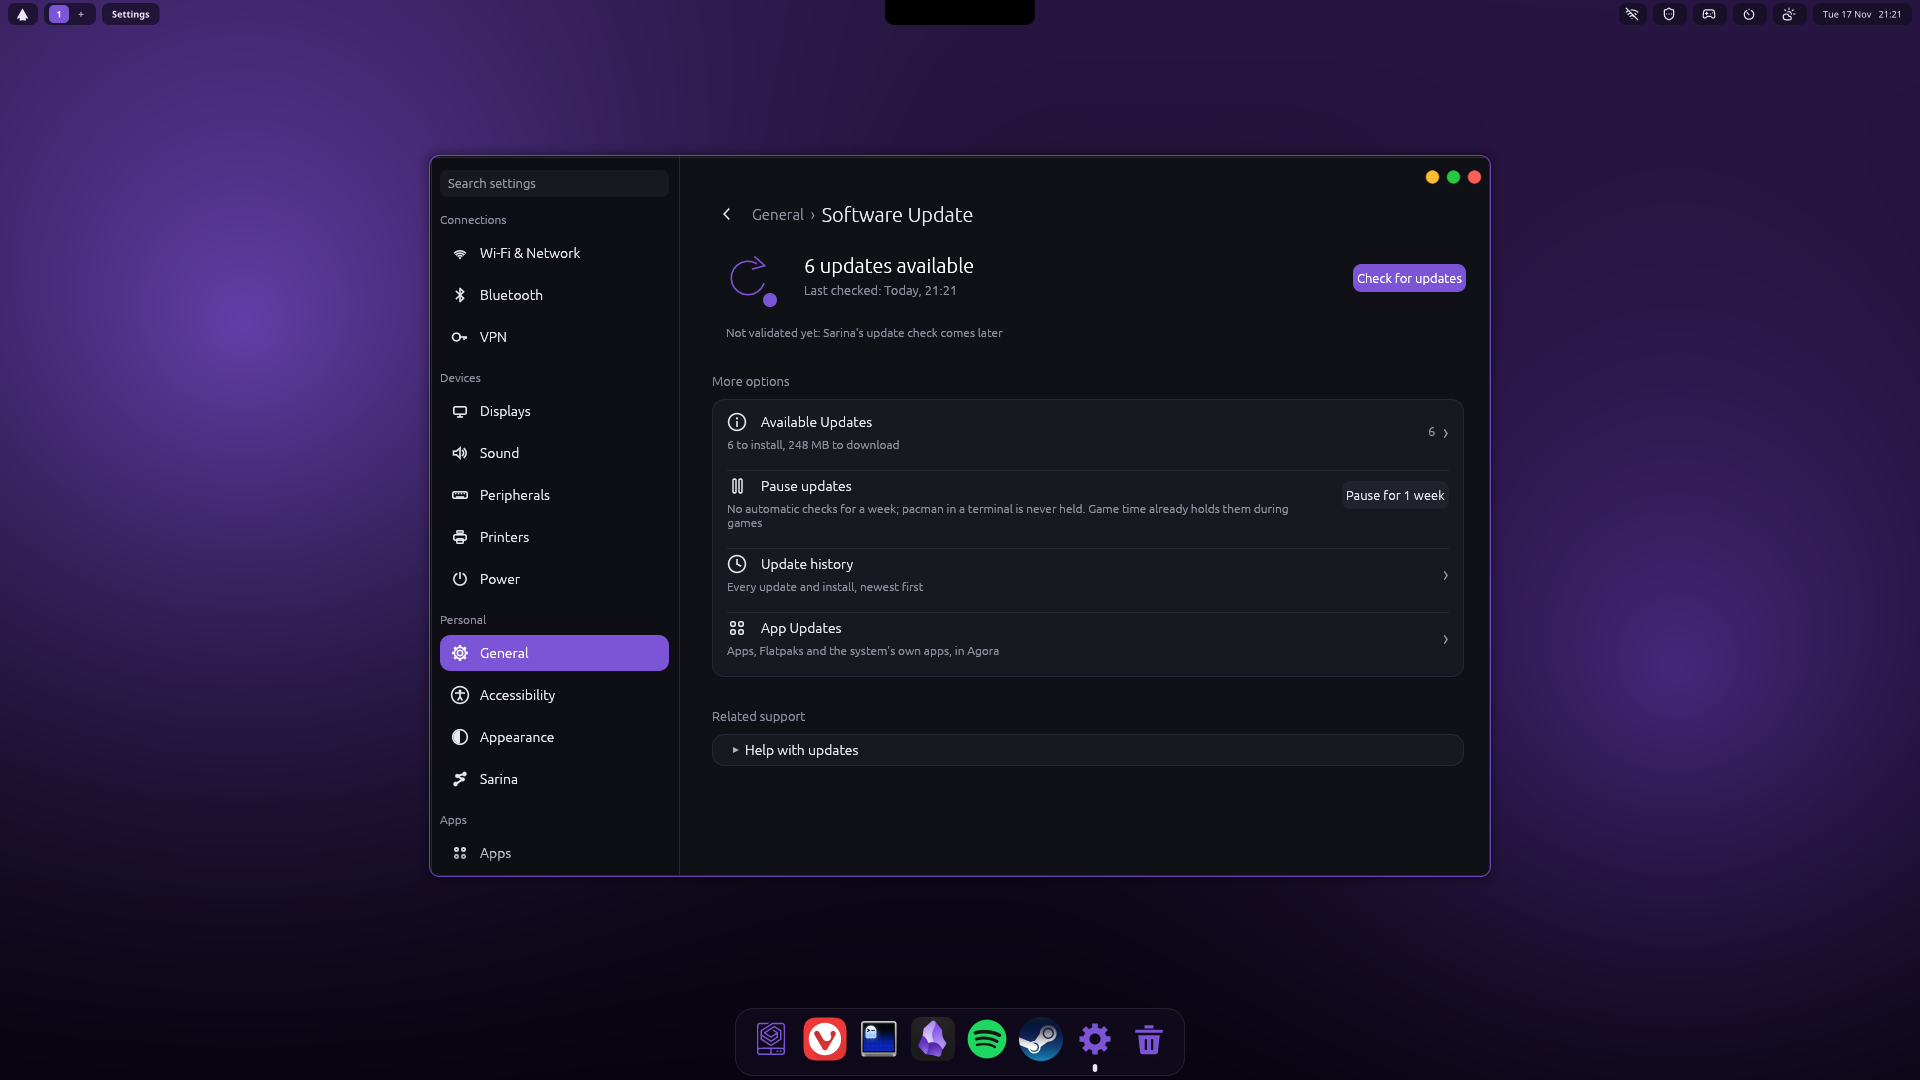 1 + Settings
Tue 17 Nov 21:21
Search settings
Connections
Wi-Fi & Network
Bluetooth
VPN
Devices
Displays
Sound
Peripherals
Printers
Power
Personal
General
Accessibility
Appearance
Sarina
Apps
Apps
General › Software Update
6 updates available
Last checked: Today, 21:21
Check for updates
Not validated yet: Sarina's update check comes later
More options
Available Updates
6 to install, 248 MB to download
6 ›
Pause updates
No automatic checks for a week; pacman in a terminal is never held. Game time already holds them during
games
Pause for 1 week
Update history
Every update and install, newest first
App Updates
Apps, Flatpaks and the system's own apps, in Agora
Related support
Help with updates